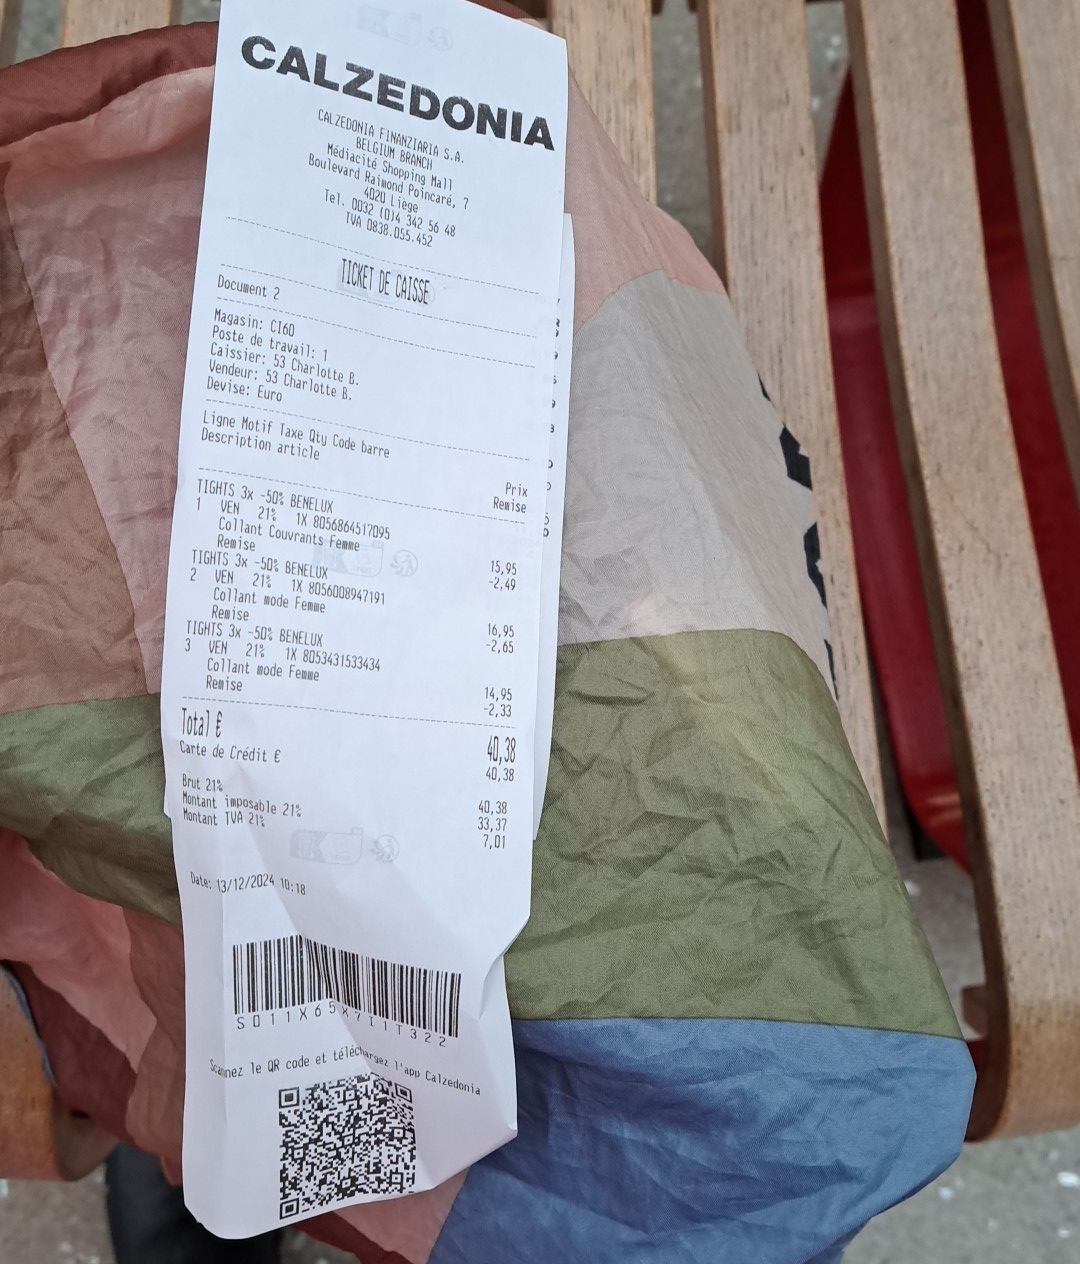 CALZEDONIA
CALZEDONIA FINANZIARIA S.A.
BELGIUM BRANCH
Médiacité Shopping Mall
Boulevard Raimond Poincaré, 7
4020 Liège
Tel. 0032 (0)4 342 56 48
TVA 0838.055.452
TICKET DE CAISSE
Document 2
Magasin: CI60
Poste de travail: 1
Caissier: 53 Charlotte B.
Vendeur: 53 Charlotte B.
Devise: Euro
Ligne Motif Taxe Qty Code barre
Description article
Prix
Remise
TIGHTS 3x -50% BENELUX
1 VEN 21% 1X 8056864517095
Collant Couvrants Femme 15,95
Remise -2,49
TIGHTS 3x -50% BENELUX
2 VEN 21% 1X 8056008947191
Collant mode Femme 16,95
Remise -2,65
TIGHTS 3x -50% BENELUX
3 VEN 21% 1X 8053431533434
Collant mode Femme 14,95
Remise -2,33
Total € 40,38
Carte de Crédit € 40,38
Brut 21% 40,38
Montant imposable 21% 33,37
Montant TVA 21% 7,01
Date: 13/12/2024 10:18
S011X65X7I1T322
Scannez le QR code et téléchargez l'app Calzedonia